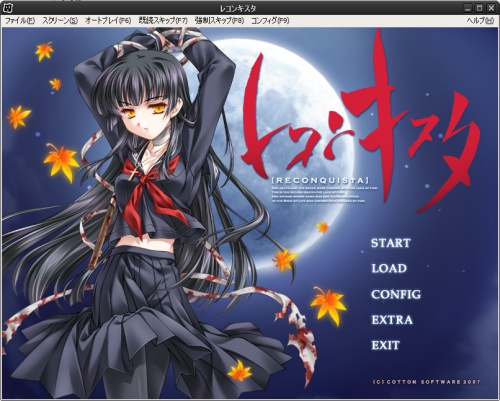 レコンキスタ
ファイル(F) スクリーン(S) オートプレイ(F6) 既読スキップ(F7) 強制スキップ(F8) コンフィグ(F9) ヘルプ(H)
レコンキスタ
[RECONQUISTA]
START
LOAD
CONFIG
EXTRA
EXIT
(C) COTTON SOFTWARE 2007